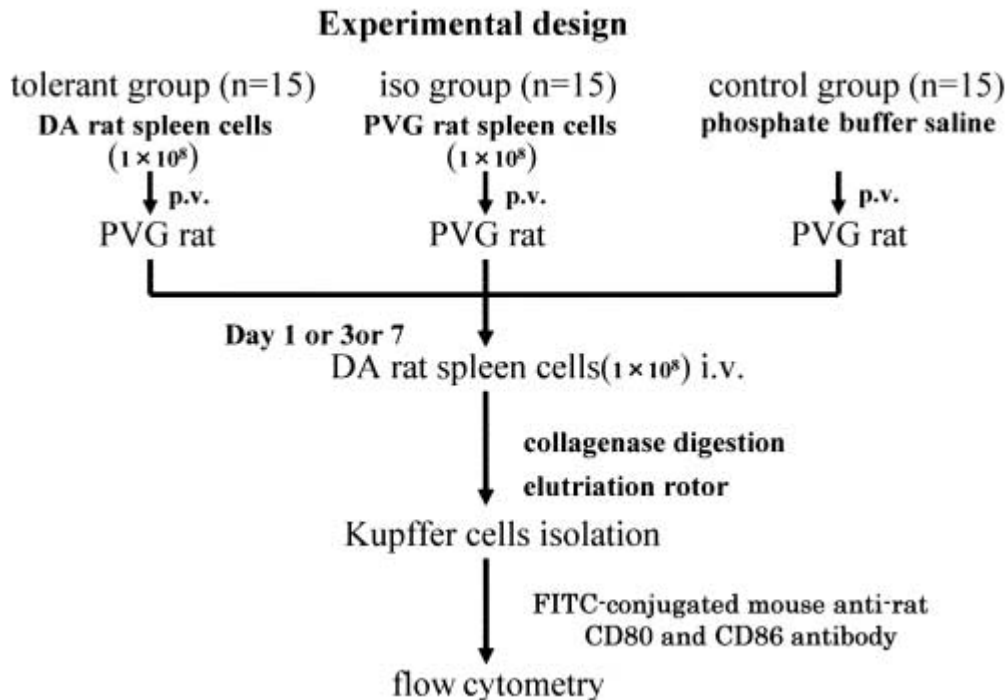 Experimental design
tolerant group (n=15) iso group (n=15) control group (n=15)
DA rat spleen cells PVG rat spleen cells phosphate buffer saline
(1 × 10⁸) (1 × 10⁸)
p.v. p.v. p.v.
PVG rat PVG rat PVG rat
Day 1 or 3or 7
DA rat spleen cells(1 × 10⁸) i.v.
collagenase digestion
elutriation rotor
Kupffer cells isolation
FITC-conjugated mouse anti-rat
CD80 and CD86 antibody
flow cytometry